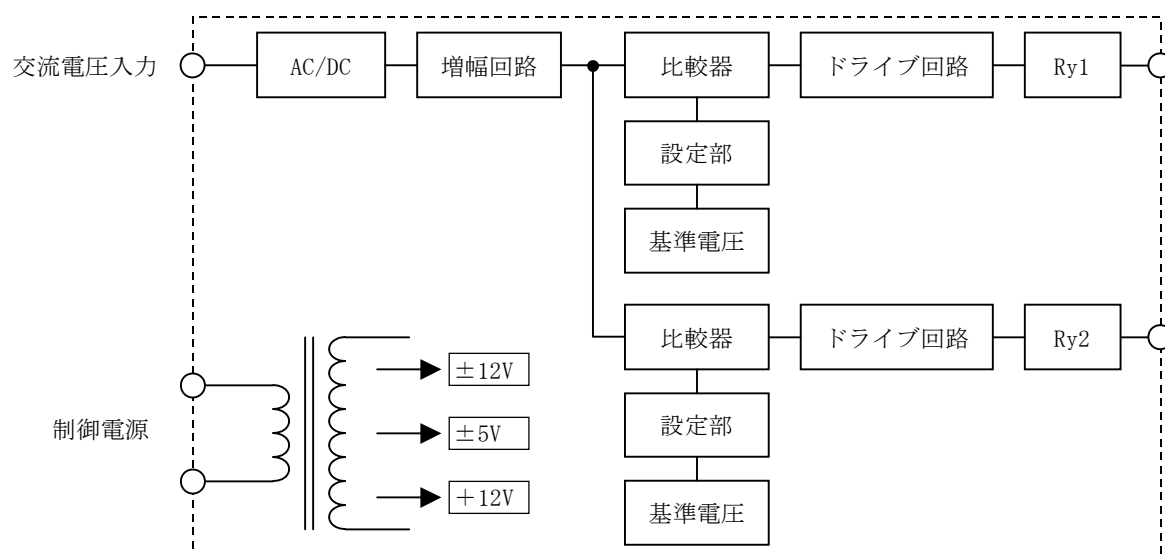 交流電圧入力
AC/DC
増幅回路
比較器
ドライブ回路
Ry1
設定部
基準電圧
比較器
ドライブ回路
Ry2
設定部
基準電圧
制御電源
±12V
±5V
+12V